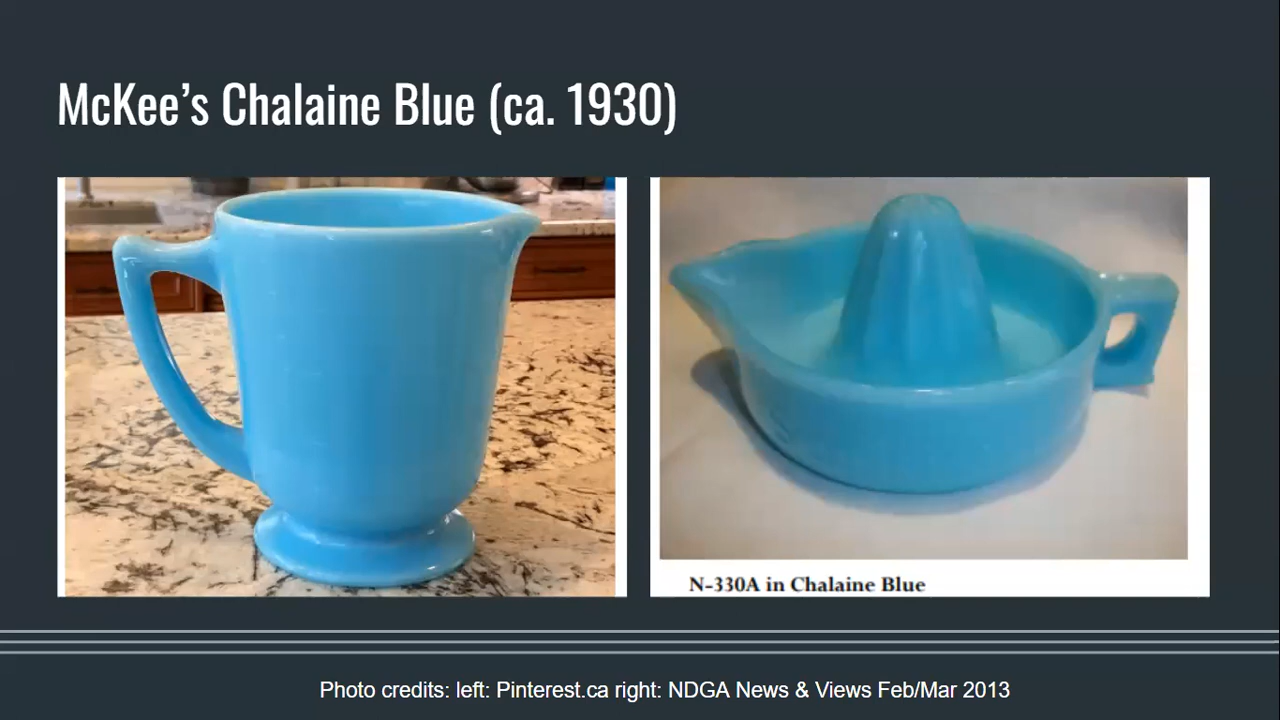 McKee’s Chalaine Blue (ca. 1930)
N-330A in Chalaine Blue
Photo credits: left: Pinterest.ca right: NDGA News & Views Feb/Mar 2013